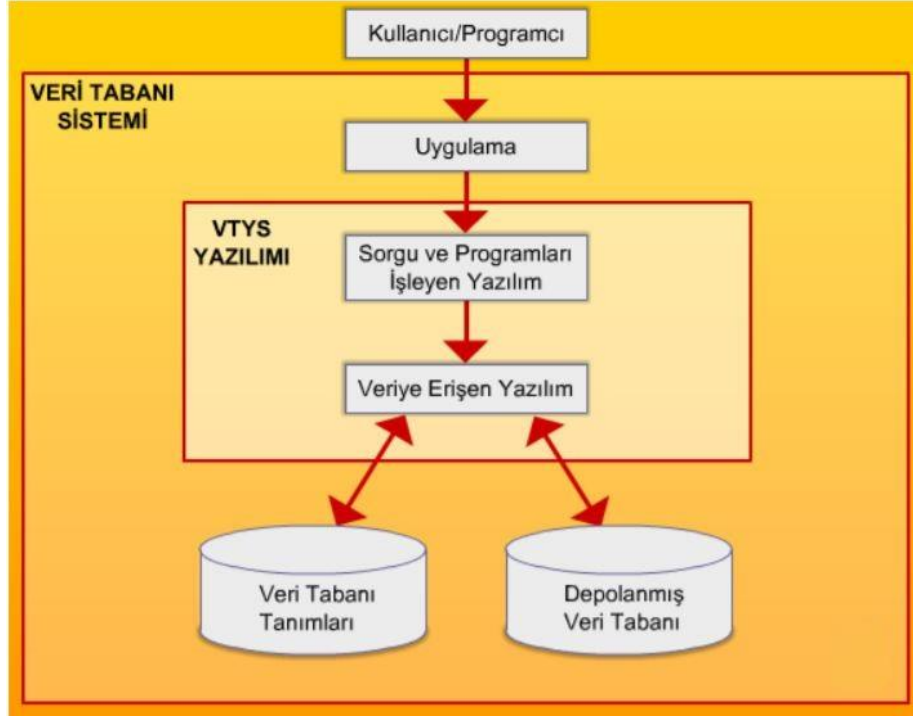 Kullanıcı/Programcı
VERİ TABANI
SİSTEMİ
Uygulama
VTYS
YAZILIMI
Sorgu ve Programları
İşleyen Yazılım
Veriye Erişen Yazılım
Veri Tabanı
Tanımları
Depolanmış
Veri Tabanı